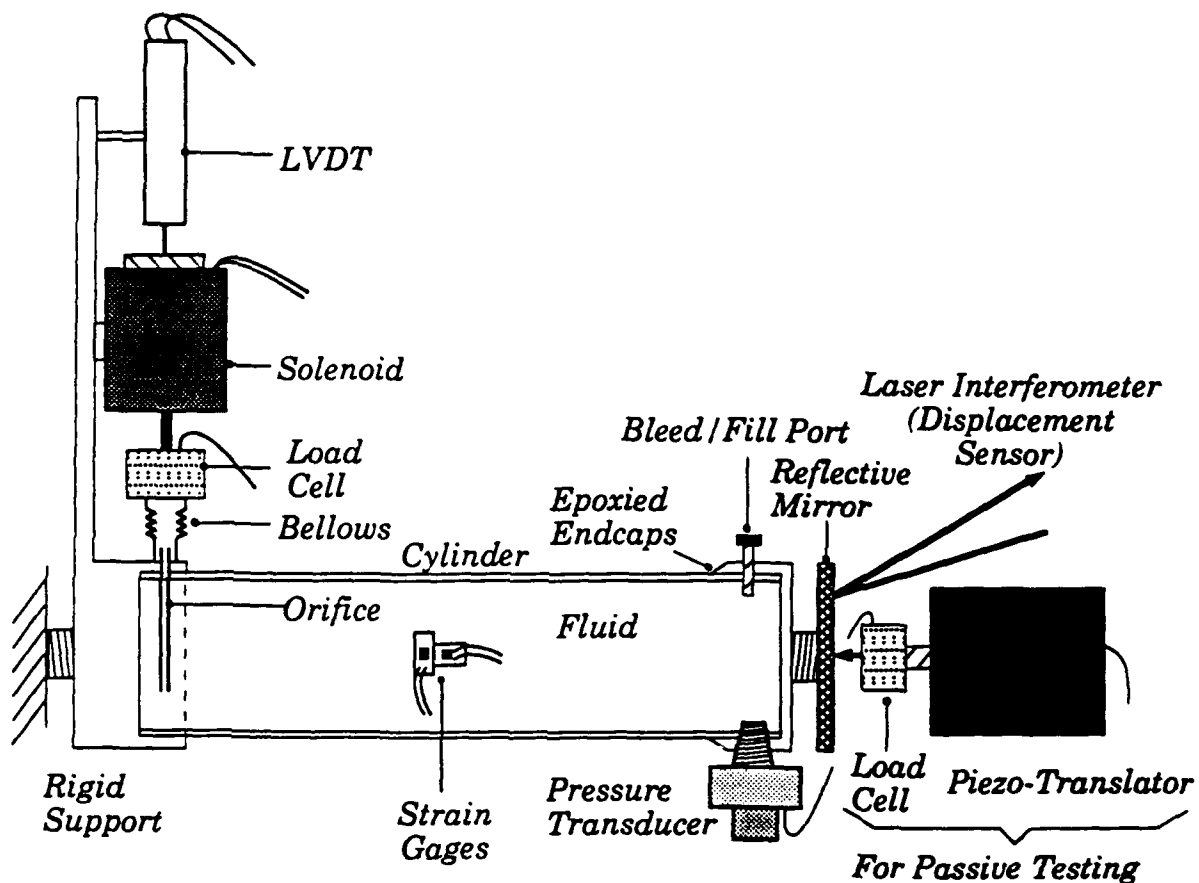 LVDT
Solenoid
Load
Cell
Bellows
Cylinder
Orifice
Fluid
Epoxied
Endcaps
Bleed/Fill Port
Reflective
Mirror
Laser Interferometer
(Displacement
Sensor)
Rigid
Support
Strain
Gages
Pressure
Transducer
Load
Cell
Piezo-Translator
For Passive Testing